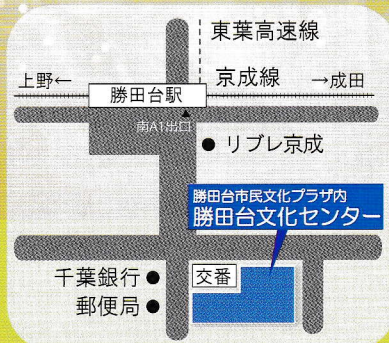 東葉高速線
京成線
上野←
→成田
勝田台駅
南A1出口
リブレ京成
勝田台市民文化プラザ内
勝田台文化センター
千葉銀行
交番
郵便局